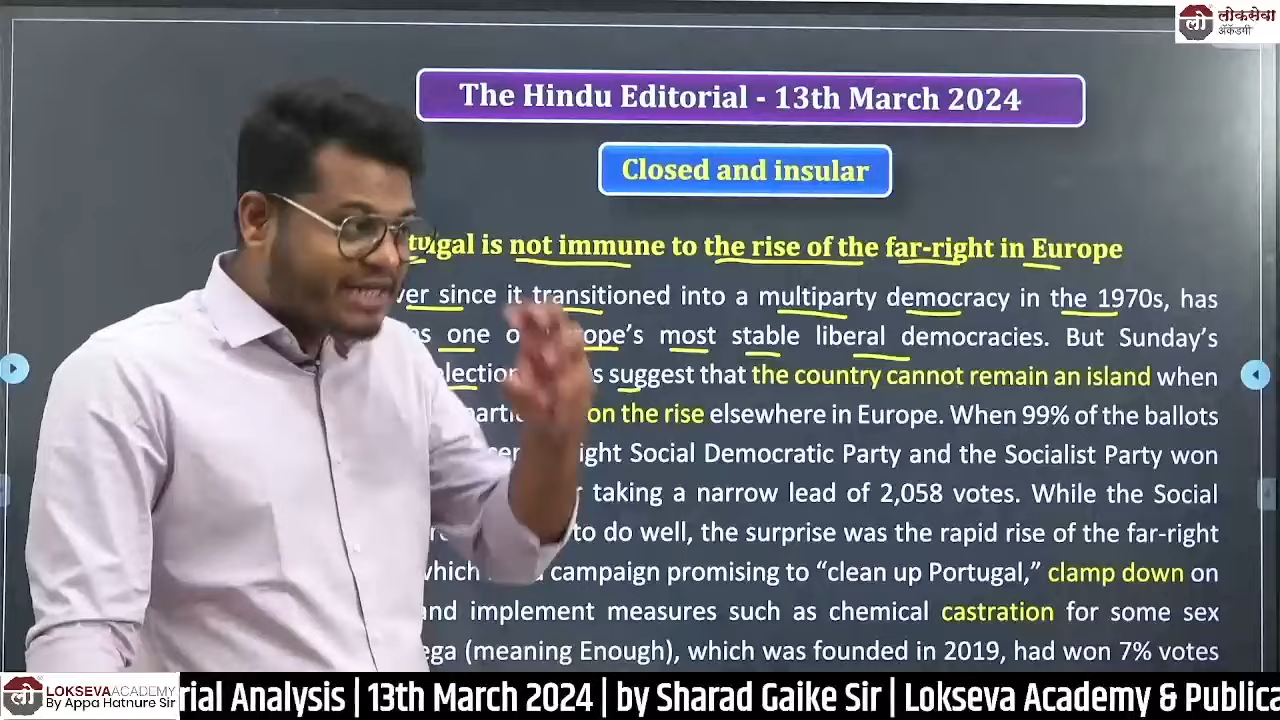 लोकसेवा
अ‍ॅकॅडमी
The Hindu Editorial - 13th March 2024
Closed and insular
tugal is not immune to the rise of the far-right in Europe
ver since it transitioned into a multiparty democracy in the 1970s, has
one most stable liberal democracies. But Sunday's
suggest that the country cannot remain an island when
on the rise elsewhere in Europe. When 99% of the ballots
ight Social Democratic Party and the Socialist Party won
taking a narrow lead of 2,058 votes. While the Social
to do well, the surprise was the rapid rise of the far-right
which campaign promising to “clean up Portugal,” clamp down on
and implement measures such as chemical castration for some sex
ega (meaning Enough), which was founded in 2019, had won 7% votes
LOKSEVA ACADEMY
By Appa Hatnure Sir
rial Analysis | 13th March 2024 | by Sharad Gaike Sir | Lokseva Academy & Publica